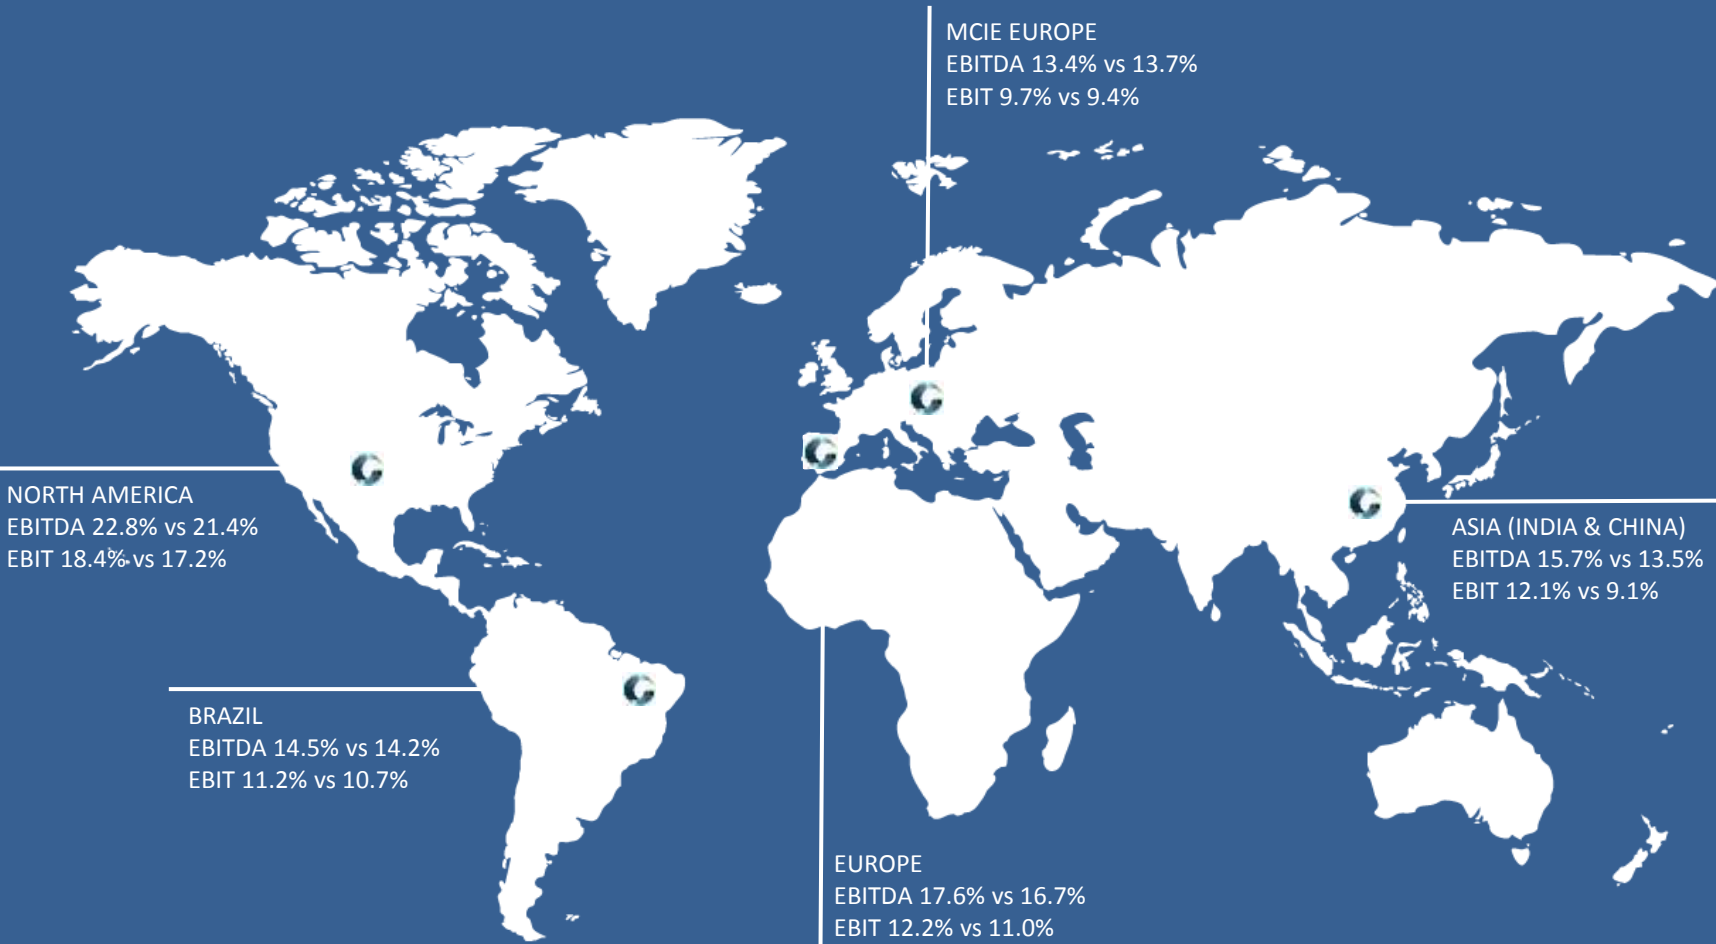 MCIE EUROPE
EBITDA 13.4% vs 13.7%
EBIT 9.7% vs 9.4%
NORTH AMERICA
EBITDA 22.8% vs 21.4%
EBIT 18.4% vs 17.2%
ASIA (INDIA & CHINA)
EBITDA 15.7% vs 13.5%
EBIT 12.1% vs 9.1%
BRAZIL
EBITDA 14.5% vs 14.2%
EBIT 11.2% vs 10.7%
EUROPE
EBITDA 17.6% vs 16.7%
EBIT 12.2% vs 11.0%